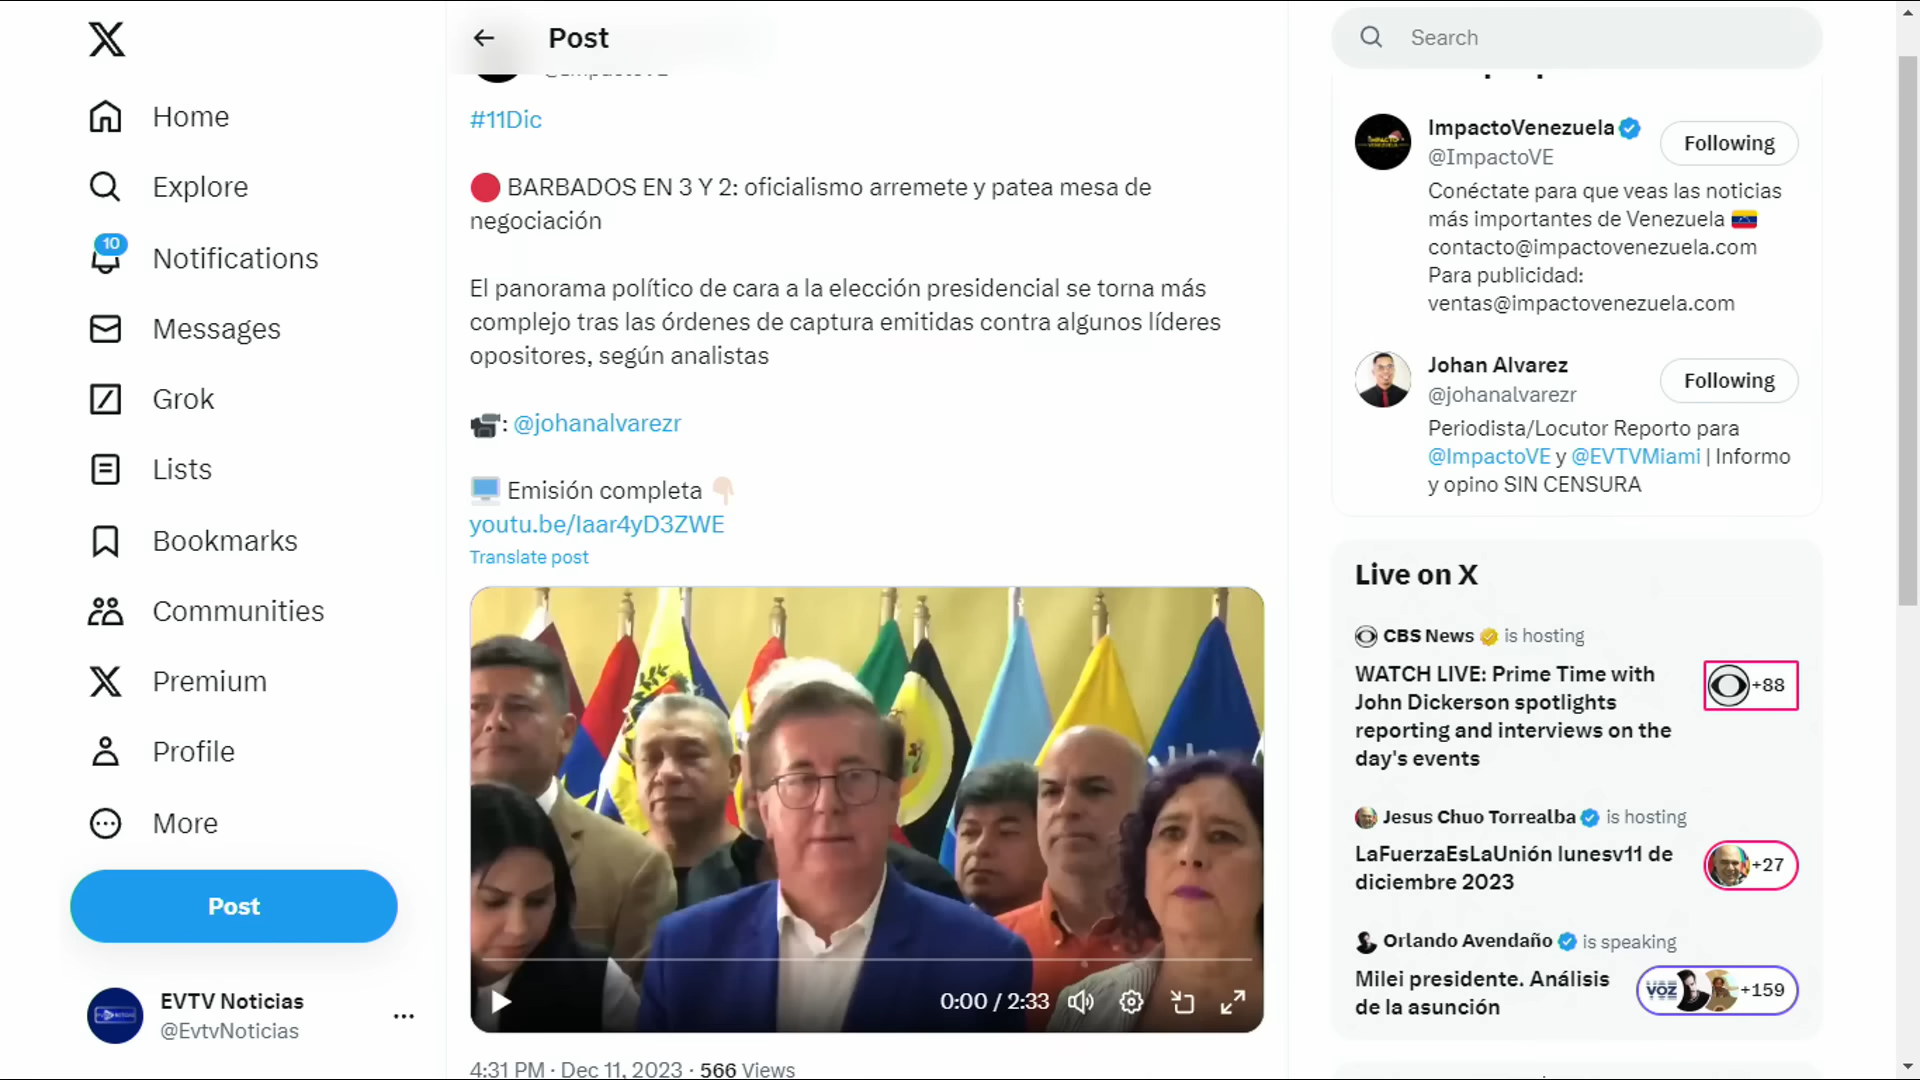 Home
Explore
10
Notifications
Messages
Grok
Lists
Bookmarks
Communities
Premium
Profile
More
Post
EVTV Noticias
@EvtvNoticias
Post
@ImpactoVE
#11Dic
BARBADOS EN 3 Y 2: oficialismo arremete y patea mesa de
negociación
El panorama político de cara a la elección presidencial se torna más
complejo tras las órdenes de captura emitidas contra algunos líderes
opositores, según analistas
: @johanalvarezr
Emisión completa
youtu.be/Iaar4yD3ZWE
Translate post
0:00 / 2:33
4:31 PM · Dec 11, 2023 · 566 Views
Search
ImpactoVenezuela
@ImpactoVE
Following
Conéctate para que veas las noticias
más importantes de Venezuela
contacto@impactovenezuela.com
Para publicidad:
ventas@impactovenezuela.com
Johan Alvarez
@johanalvarezr
Following
Periodista/Locutor Reporto para
@ImpactoVE y @EVTVMiami | Informo
y opino SIN CENSURA
Live on X
CBS News is hosting
WATCH LIVE: Prime Time with
John Dickerson spotlights
reporting and interviews on the
day's events
+88
Jesus Chuo Torrealba is hosting
LaFuerzaEsLaUnión lunesv11 de
diciembre 2023
+27
Orlando Avendaño is speaking
Milei presidente. Análisis
de la asunción
VOZ
+159